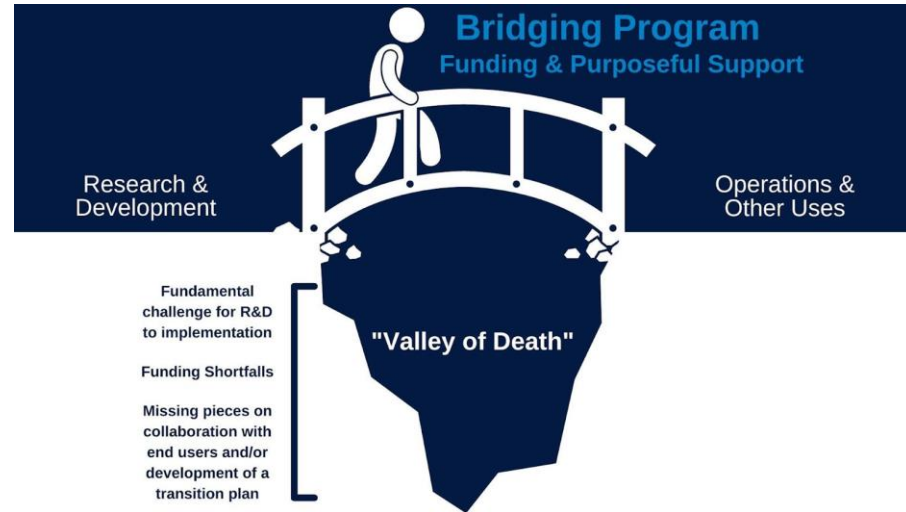 Bridging Program
Funding & Purposeful Support
Research &
Development
Operations &
Other Uses
Fundamental
challenge for R&D
to implementation
Funding Shortfalls
Missing pieces on
collaboration with
end users and/or
development of a
transition plan
"Valley of Death"